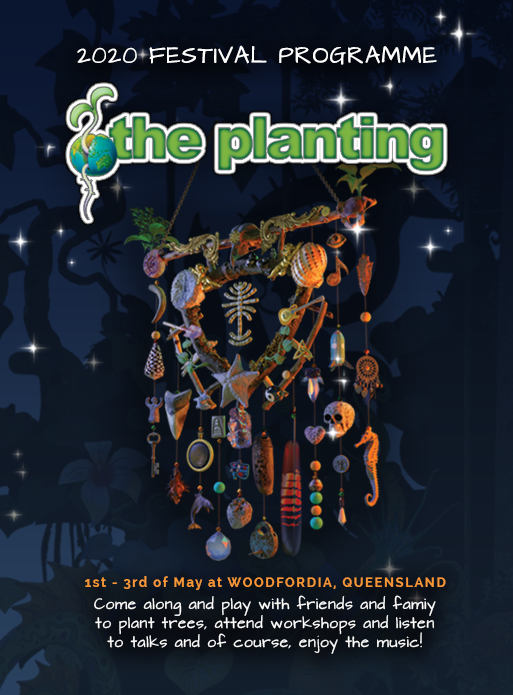 2020 FESTIVAL PROGRAMME
the planting
1st - 3rd of May at WOODFORDIA, QUEENSLAND
Come along and play with friends and famiy
to plant trees, attend workshops and listen
to talks and of course, enjoy the music!